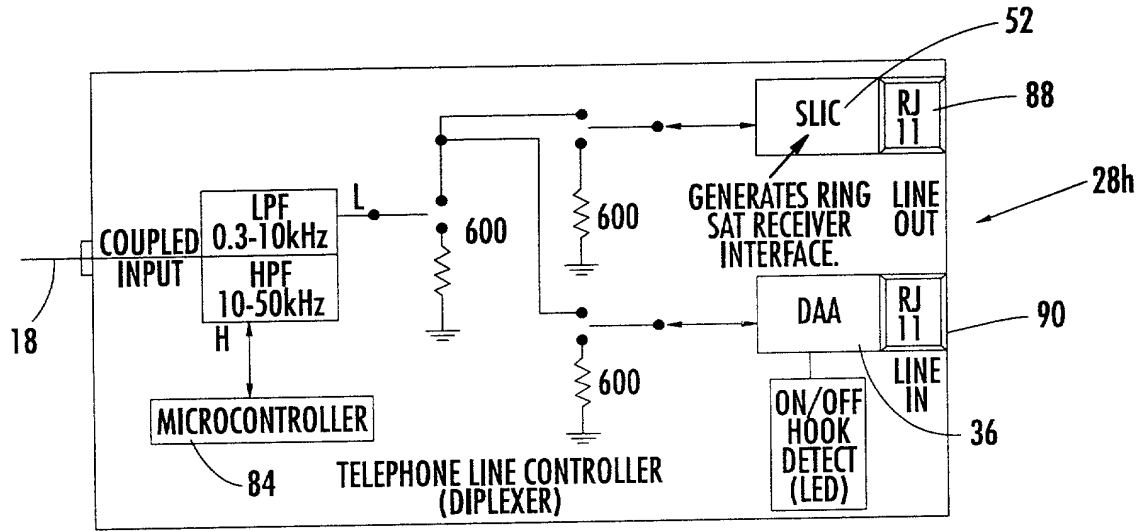 52
SLIC
RJ
11
88
GENERATES RING
SAT RECEIVER
INTERFACE.
LINE
OUT
28h
L
600
600
COUPLED
INPUT
LPF
0.3-10kHz
HPF
10-50kHz
18
H
DAA
RJ
11
90
600
LINE
IN
36
ON/OFF
HOOK
DETECT
(LED)
MICROCONTROLLER
84
TELEPHONE LINE CONTROLLER
(DIPLEXER)